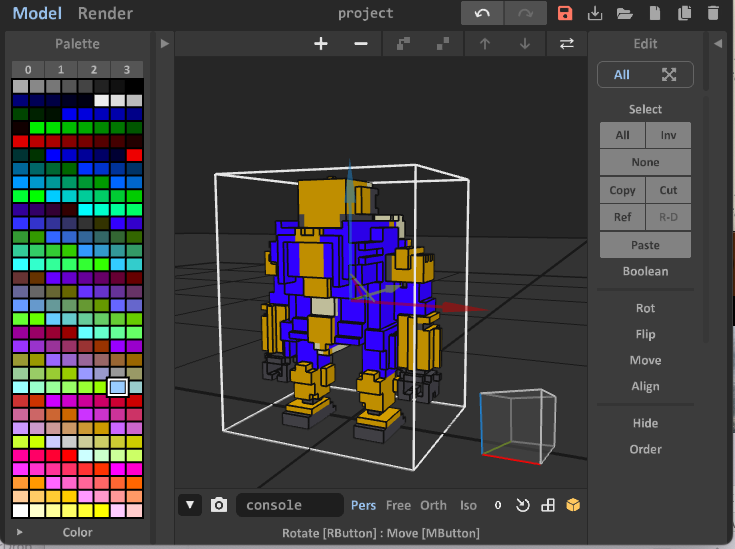 Model Render project
Palette
Edit
0 1 2 3
All
Select
All Inv
None
Copy Cut
Ref R-D
Paste
Boolean
Rot
Flip
Move
Align
Hide
Order
console Pers Free Orth Iso 0
Color
Rotate [RButton] : Move [MButton]